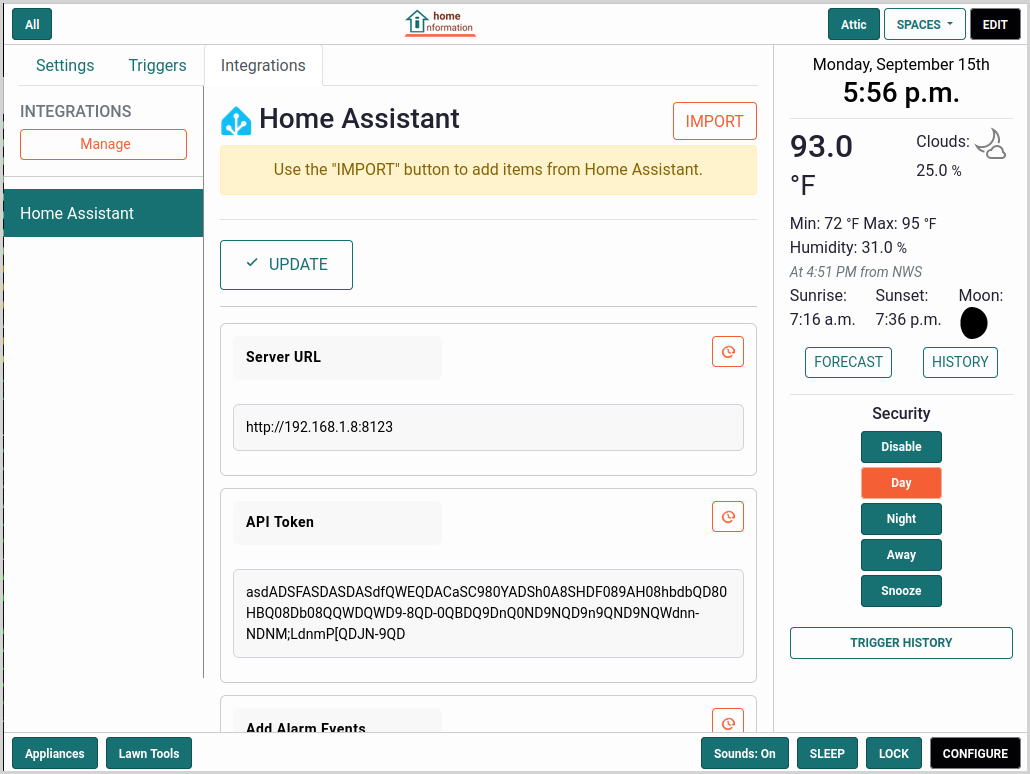 All
home
nformation
Attic
SPACES
EDIT
Settings
Triggers
Integrations
INTEGRATIONS
Manage
Home Assistant
Home Assistant
IMPORT
Use the "IMPORT" button to add items from Home Assistant.
UPDATE
Server URL
http://192.168.1.8:8123
API Token
asdADSFASDASDASdfQWEQDACaSC980YADSh0A8SHDF089AH08hbdbQD80
HBQ08Db08QQWDQWD9-8QD-0QBDQ9DnQ0ND9NQD9n9QND9NQWdnn-
NDNM;LdnmP[QDJN-9QD
Add Alarm Events
Monday, September 15th
5:56 p.m.
93.0
°F
Clouds:
25.0 %
Min: 72 °F Max: 95 °F
Humidity: 31.0 %
At 4:51 PM from NWS
Sunrise: Sunset: Moon:
7:16 a.m. 7:36 p.m.
FORECAST
HISTORY
Security
Disable
Day
Night
Away
Snooze
TRIGGER HISTORY
Appliances
Lawn Tools
Sounds: On
SLEEP
LOCK
CONFIGURE